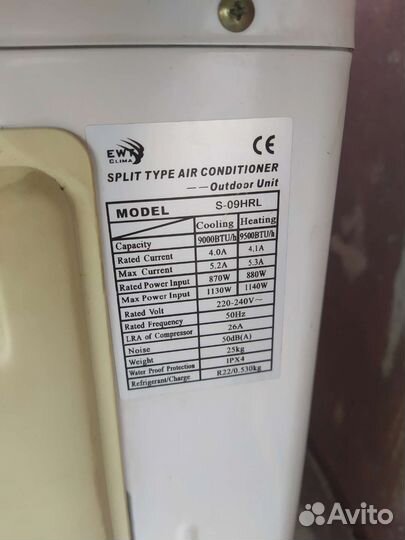 EWT
CLIMA
CE
SPLIT TYPE AIR CONDITIONER
——Outdoor Unit
MODEL S-09HRL
Cooling Heating
Capacity 9000BTU/h 9500BTU/h
Rated Current 4.0A 4.1A
Max Current 5.2A 5.3A
Rated Power Input 870W 880W
Max Power Input 1130W 1140W
Rated Volt 220-240V~
Rated Frequency 50Hz
LRA of Compressor 26A
Noise 50dB(A)
Weight 25kg
Water Proof Protection IPX4
Refrigerant/Charge R22/0.530kg
Avito